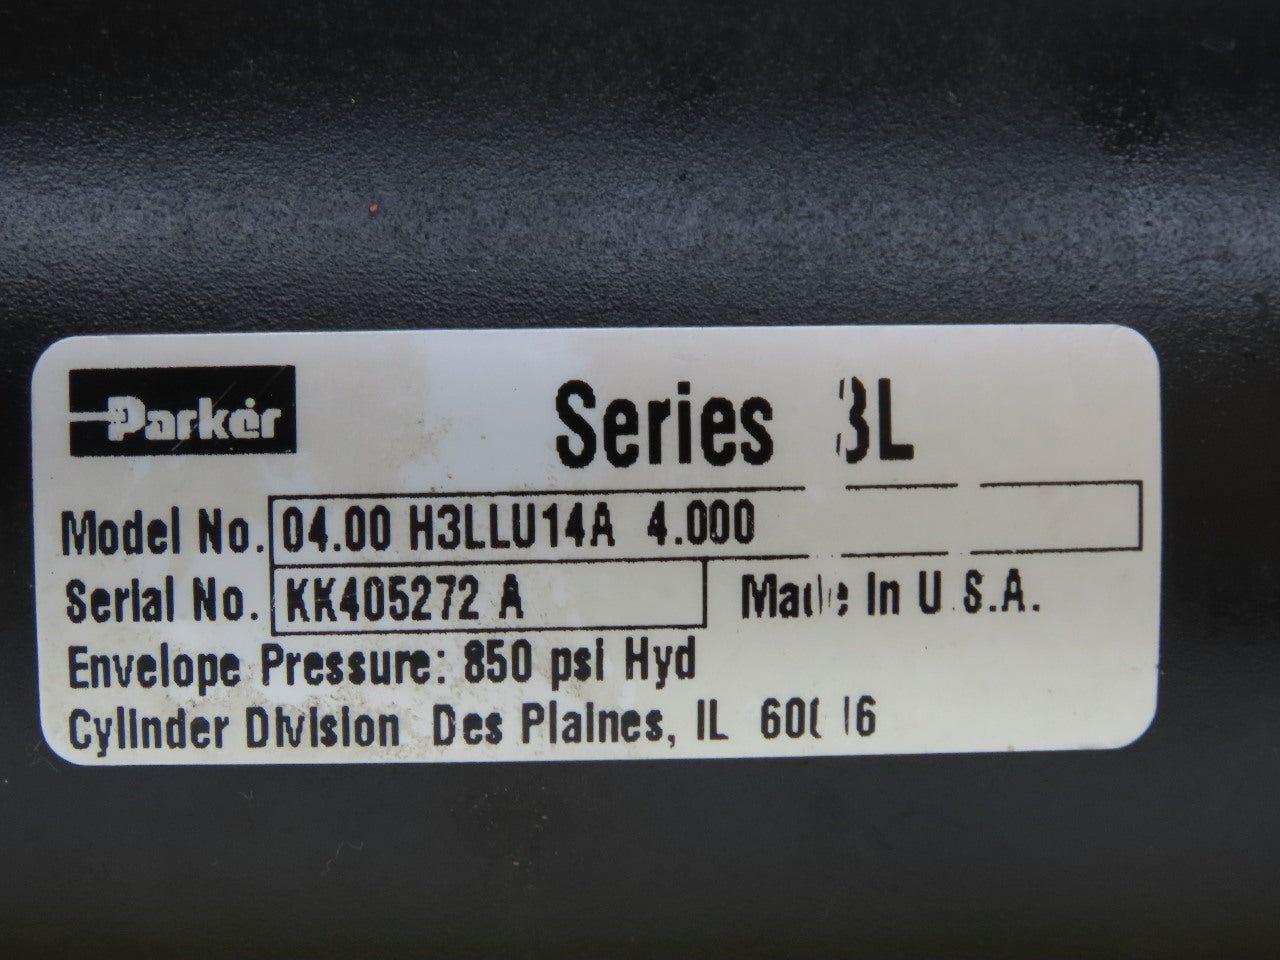 Parker
Series 3L
Model No. 04.00 H3LLU14A 4.000
Serial No. KK405272 A Made In U.S.A.
Envelope Pressure: 850 psi Hyd
Cylinder Division Des Plaines, IL